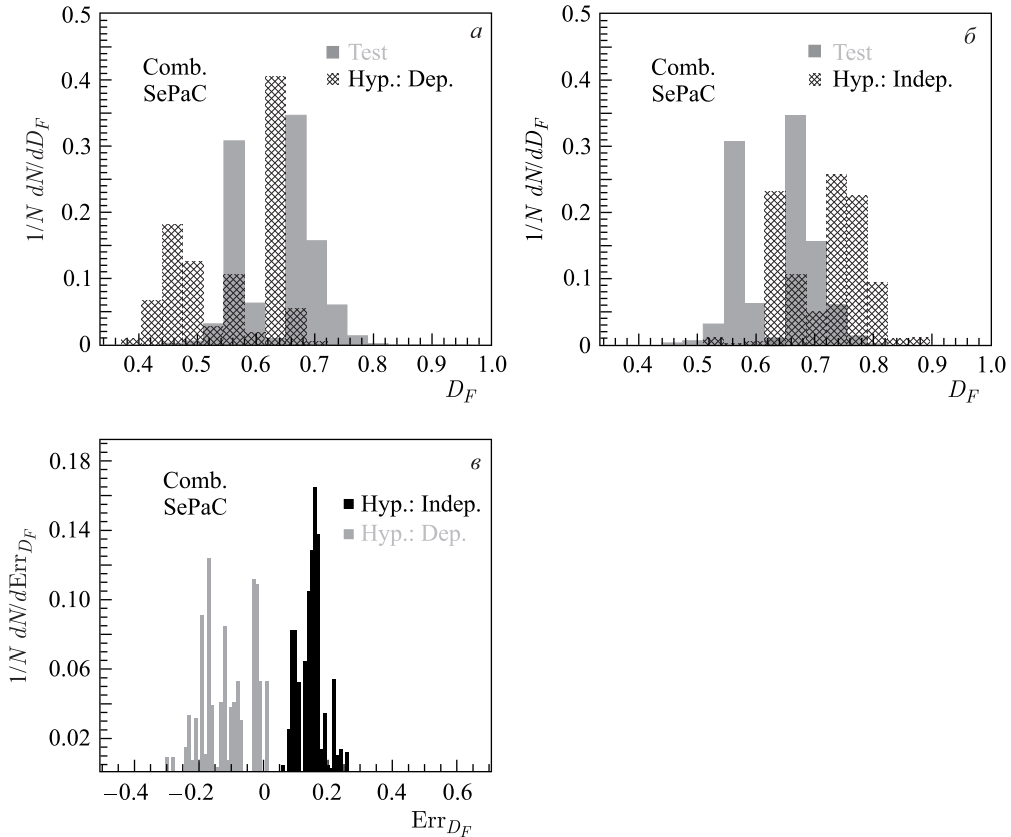 0.5
0.4
0.3
0.2
0.1
0
1/N dN/dD_F
Comb.
SePaC
а
Test
Hyp.: Dep.
0.4 0.5 0.6 0.7 0.8 0.9 1.0
D_F
0.5
0.4
0.3
0.2
0.1
0
1/N dN/dD_F
Comb.
SePaC
б
Test
Hyp.: Indep.
0.4 0.5 0.6 0.7 0.8 0.9 1.0
D_F
0.18
0.14
0.10
0.06
0.02
1/N dN/dErr_{D_F}
Comb.
SePaC
в
Hyp.: Indep.
Hyp.: Dep.
−0.4 −0.2 0 0.2 0.4 0.6
Err_{D_F}